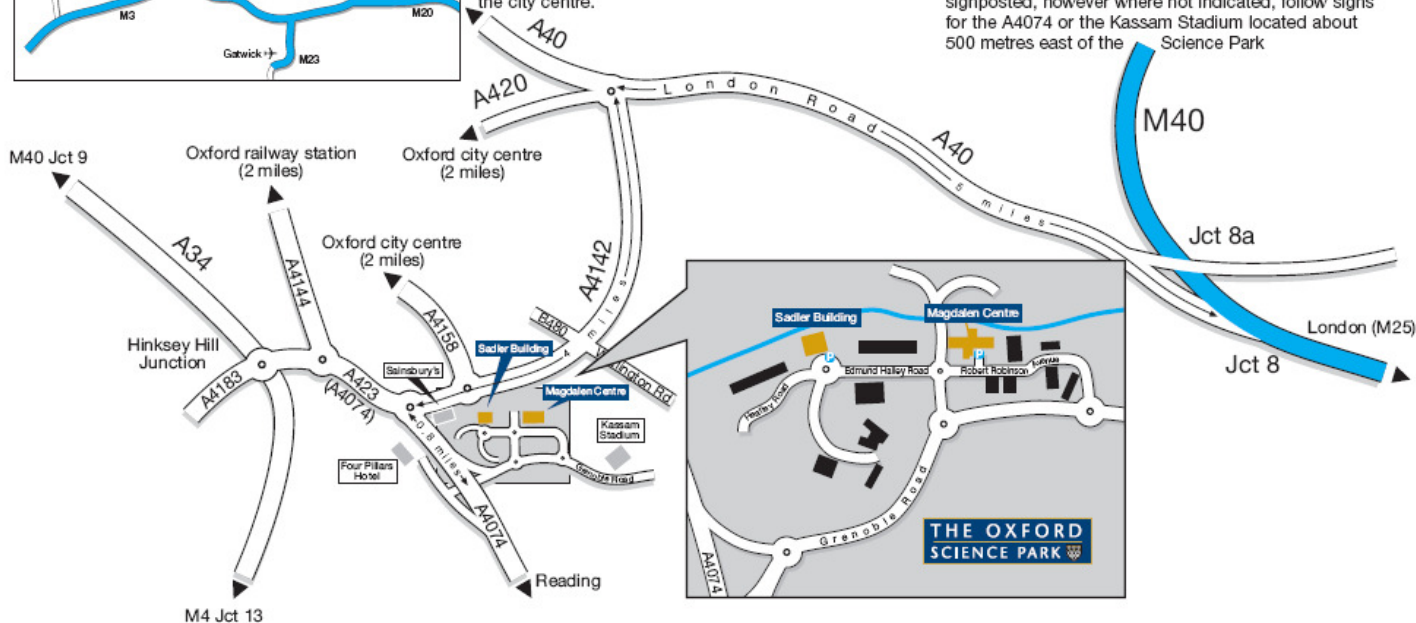 the city centre.
signposted, however where not indicated, follow signs
for the A4074 or the Kassam Stadium located about
500 metres east of the Science Park
M3
M20
Gatwick
M23
A40
A420
London Road
A40
5 miles
M40
Jct 8a
Jct 8
London (M25)
M40 Jct 9
Oxford railway station
(2 miles)
Oxford city centre
(2 miles)
Oxford city centre
(2 miles)
A34
A4144
A4158
A4142
miles
B480
Hinksey Hill
Junction
A4183
A423
(A4074)
Sainsbury's
Sadler Building
Magdalen Centre
Kassam
Stadium
0.8 miles
Four Pillars
Hotel
Grenoble Road
A4074
Reading
M4 Jct 13
Sadler Building
Magdalen Centre
P
P
Edmund Halley Road
Robert Robinson Avenue
Grenoble Road
A4074
THE OXFORD
SCIENCE PARK